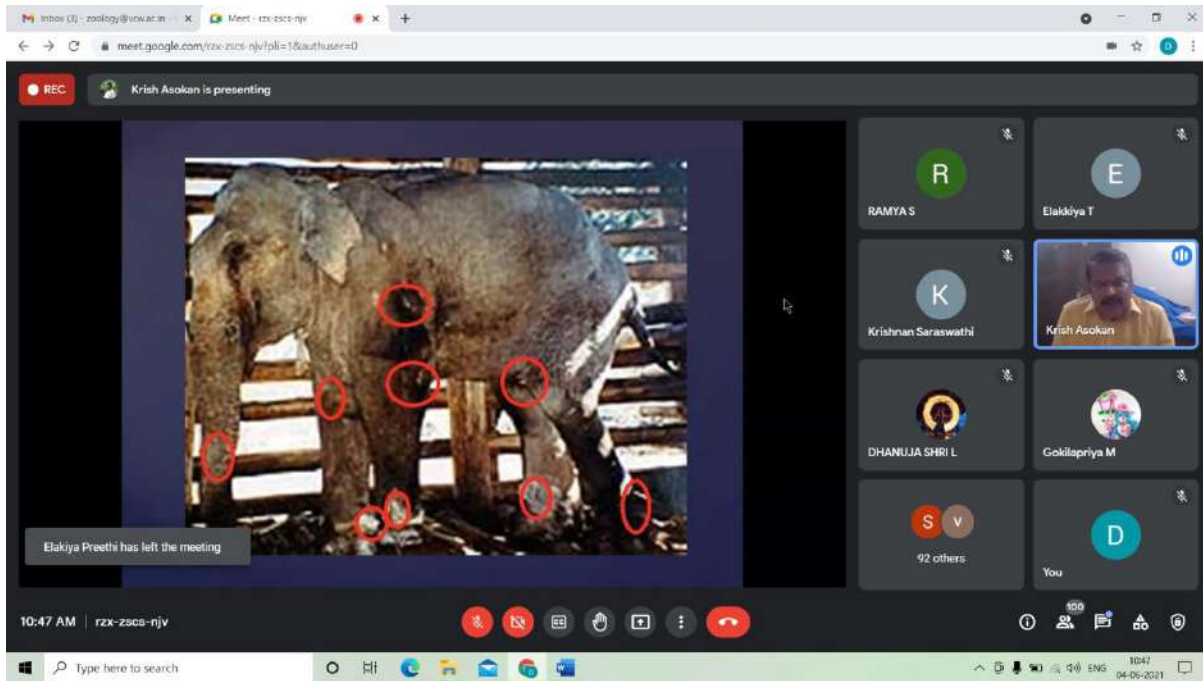 Inbox (3) - zoology@vcw.ac.in -
Meet - rzx-zscs-njv
meet.google.com/rzx-zscs-njv?pli=1&authuser=0
D
REC
Krish Asokan is presenting
R
RAMYA S
E
Elakkiya T
K
Krishnan Saraswathi
Krish Asokan
DHANUJA SHRI L
Gokilapriya M
S V
92 others
D
You
Elakiya Preethi has left the meeting
10:47 AM | rzx-zscs-njv
100
Type here to search
ENG
10:47
04-06-2021